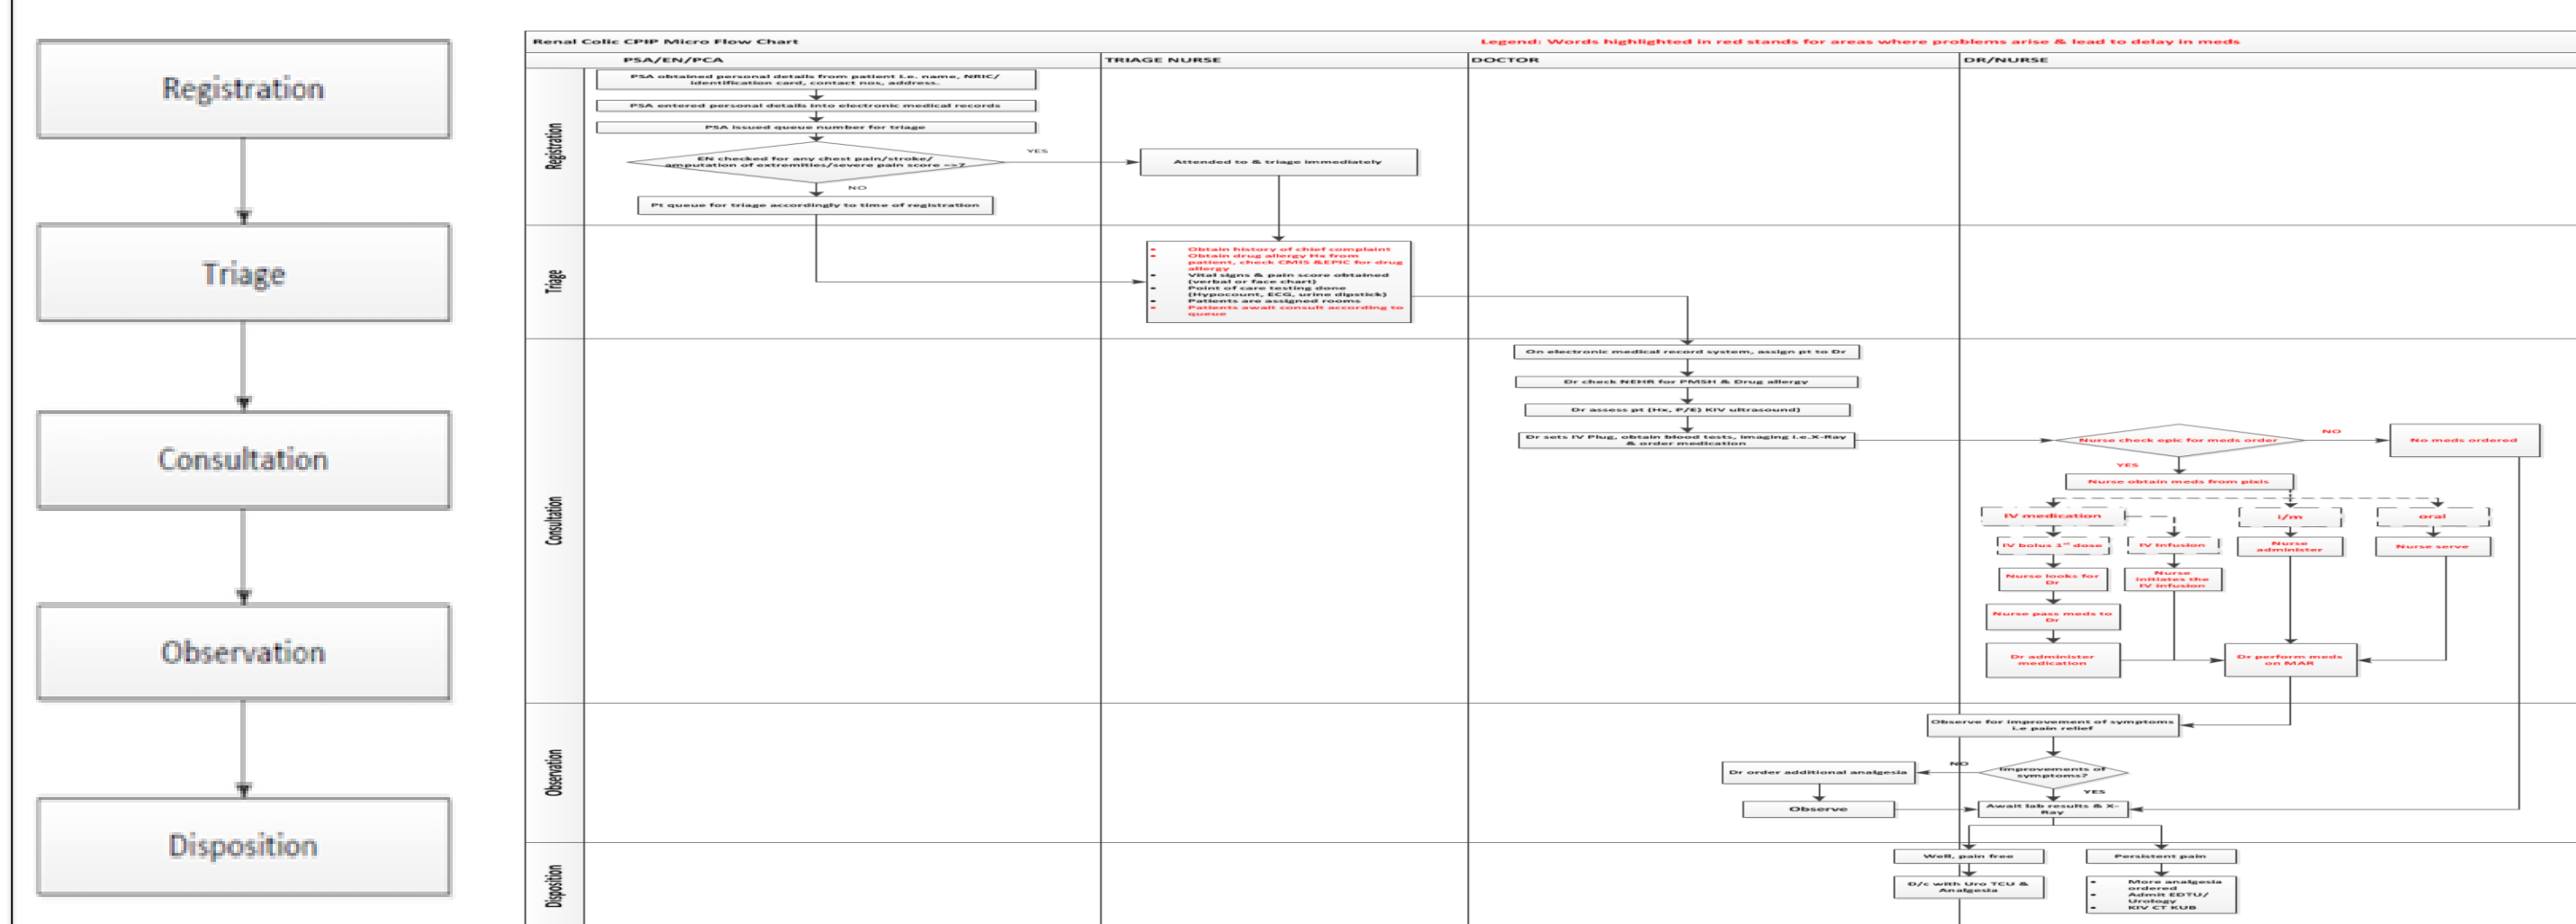 Registration
Triage
Consultation
Observation
Disposition
Renal Colic CPIP Micro Flow Chart
Legend: Words highlighted in red stands for areas where problems arise & lead to delay in meds
PSA/EN/PCA
TRIAGE NURSE
DOCTOR
DR/NURSE
Registration
PSA obtained personal details from patient i.e. name, NRIC/
identification card, contact nos, address.
PSA entered personal details into electronic medical records
PSA issued queue number for triage
EN checked for any chest pain/stroke/
amputation of extremities/severe pain score =>7
YES
Attended to & triage immediately
NO
Pt queue for triage accordingly to time of registration
Triage
• Obtain history of chief complaint
• Obtain drug allergy Hx from
patient, check CMIS &EPIC for drug
allergy
• Vital signs & pain score obtained
(verbal or face chart)
• Point of care testing done
(Hypocount, ECG, urine dipstick)
• Patients are assigned rooms
• Patients await consult according to
queue
Consultation
On electronic medical record system, assign pt to Dr
Dr check NEHR for PMSH & Drug allergy
Dr assess pt (Hx, P/E) KIV ultrasound)
Dr sets IV Plug, obtain blood tests, imaging i.e.X-Ray
& order medication
Nurse check epic for meds order
NO
No meds ordered
YES
Nurse obtain meds from pixis
IV medication
i/m
oral
IV bolus 1st dose
IV Infusion
Nurse
administer
Nurse serve
Nurse looks for
Dr
Nurse
initiates the
IV infusion
Nurse pass meds to
Dr
Dr administer
medication
Dr perform meds
on MAR
Observation
Observe for improvement of symptoms
i.e pain relief
Improvements of
symptoms?
NO
Dr order additional analgesia
YES
Observe
Await lab results & X-
Ray
Disposition
Well, pain free
Persistent pain
D/c with Uro TCU &
Analgesia
• More analgesia
ordered
• Admit EDTU/
Urology
• KIV CT KUB